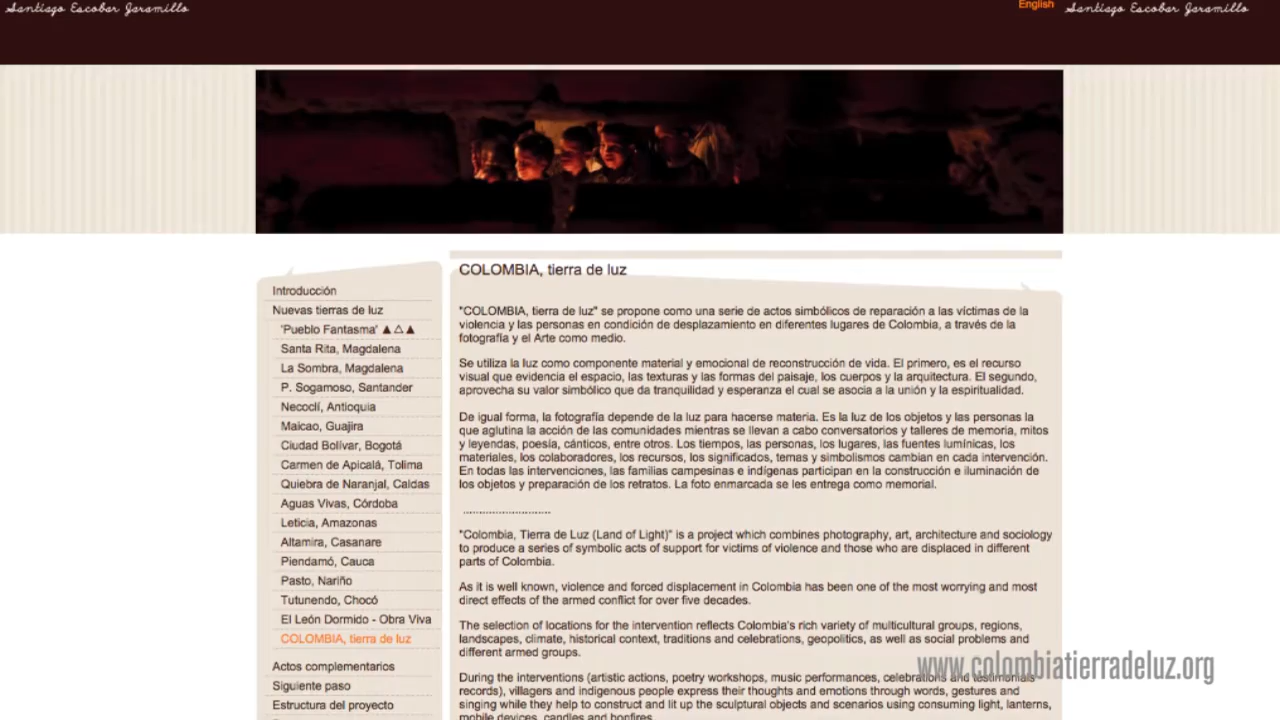 Santiago Escobar Jaramillo
English
Santiago Escobar Jaramillo
Introducción
Nuevas tierras de luz
'Pueblo Fantasma' ▲△▲
Santa Rita, Magdalena
La Sombra, Magdalena
P. Sogamoso, Santander
Necoclí, Antioquia
Maicao, Guajira
Ciudad Bolívar, Bogotá
Carmen de Apicalá, Tolima
Quiebra de Naranjal, Caldas
Aguas Vivas, Córdoba
Leticia, Amazonas
Altamira, Casanare
Piendamó, Cauca
Pasto, Nariño
Tutunendo, Chocó
El León Dormido - Obra Viva
COLOMBIA, tierra de luz
Actos complementarios
Siguiente paso
Estructura del proyecto
COLOMBIA, tierra de luz
"COLOMBIA, tierra de luz" se propone como una serie de actos simbólicos de reparación a las víctimas de la
violencia y las personas en condición de desplazamiento en diferentes lugares de Colombia, a través de la
fotografía y el Arte como medio.
Se utiliza la luz como componente material y emocional de reconstrucción de vida. El primero, es el recurso
visual que evidencia el espacio, las texturas y las formas del paisaje, los cuerpos y la arquitectura. El segundo,
aprovecha su valor simbólico que da tranquilidad y esperanza el cual se asocia a la unión y la espiritualidad.
De igual forma, la fotografía depende de la luz para hacerse materia. Es la luz de los objetos y las personas la
que aglutina la acción de las comunidades mientras se llevan a cabo conversatorios y talleres de memoria, mitos
y leyendas, poesía, cánticos, entre otros. Los tiempos, las personas, los lugares, las fuentes lumínicas, los
materiales, los colaboradores, los recursos, los significados, temas y simbolismos cambian en cada intervención.
En todas las intervenciones, las familias campesinas e indígenas participan en la construcción e iluminación de
los objetos y preparación de los retratos. La foto enmarcada se les entrega como memorial.
"Colombia, Tierra de Luz (Land of Light)" is a project which combines photography, art, architecture and sociology
to produce a series of symbolic acts of support for victims of violence and those who are displaced in different
parts of Colombia.
As it is well known, violence and forced displacement in Colombia has been one of the most worrying and most
direct effects of the armed conflict for over five decades.
The selection of locations for the intervention reflects Colombia's rich variety of multicultural groups, regions,
landscapes, climate, historical context, traditions and celebrations, geopolitics, as well as social problems and
different armed groups.
During the interventions (artistic actions, poetry workshops, music performances, celebrations and testimonials
records), villagers and indigenous people express their thoughts and emotions through words, gestures and
singing while they help to construct and lit up the sculptural objects and scenarios using consuming light, lanterns,
mobile devices, candles and bonfires.
www.colombiatierradeluz.org